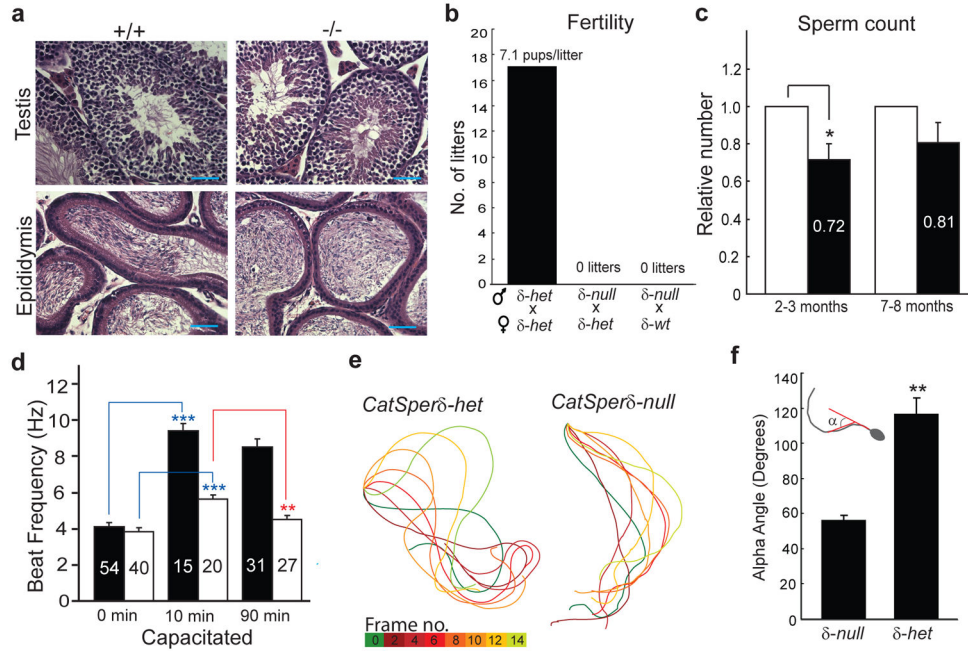 a
+/+
-/-
Testis
Epididymis
b
Fertility
No. of litters
20
18
16
14
12
10
8
6
4
2
0
7.1 pups/litter
0 litters
0 litters
♂ δ-het δ-null δ-null
x x x
♀ δ-het δ-het δ-wt
c
Sperm count
Relative number
1.2
1.0
0.8
0.6
0.4
0.2
0
*
0.72
0.81
2-3 months
7-8 months
d
Beat Frequency (Hz)
12
10
8
6
4
2
0
***
***
**
54
40
15
20
31
27
0 min
10 min
90 min
Capacitated
e
CatSperδ-het
CatSperδ-null
Frame no.
0 2 4 6 8 10 12 14
f
Alpha Angle (Degrees)
140
120
100
80
60
40
20
0
α
**
δ-null
δ-het